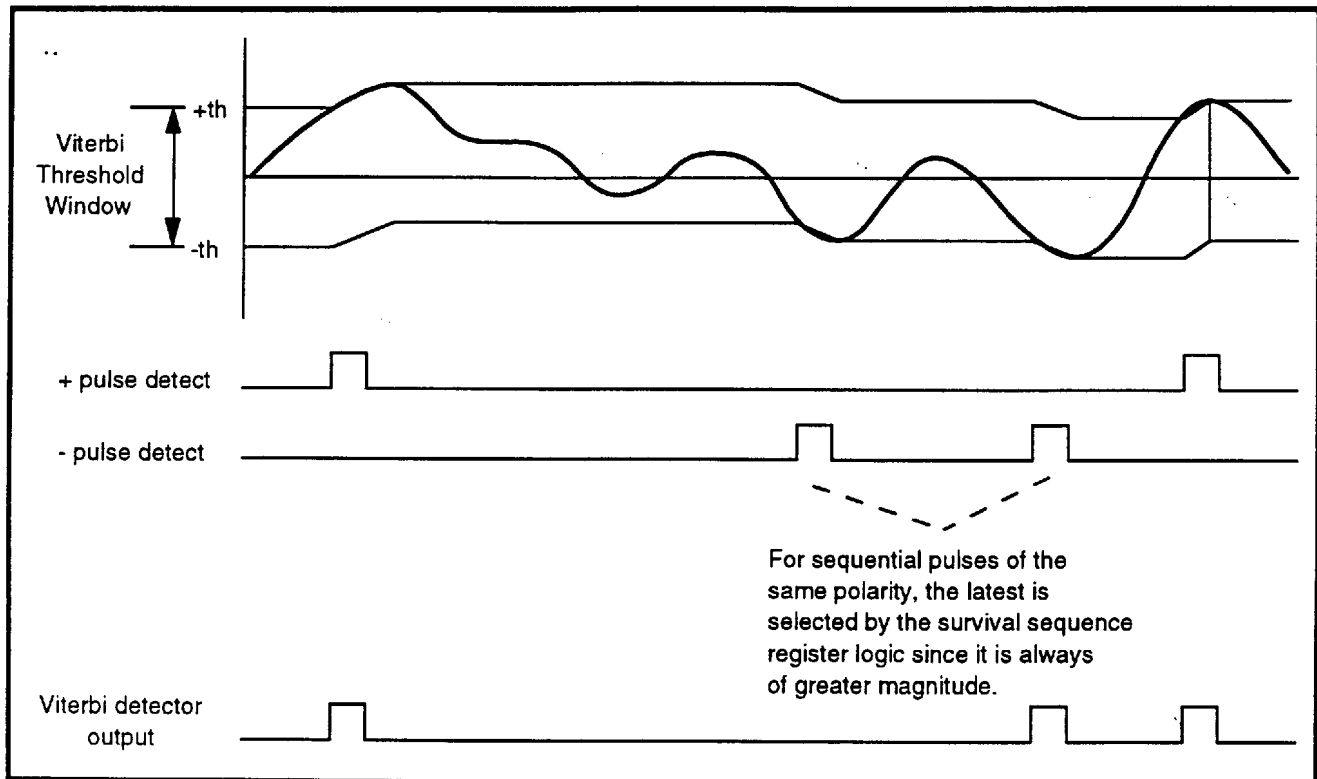 +th
Viterbi
Threshold
Window
-th
+ pulse detect
- pulse detect
For sequential pulses of the
same polarity, the latest is
selected by the survival sequence
register logic since it is always
of greater magnitude.
Viterbi detector
output